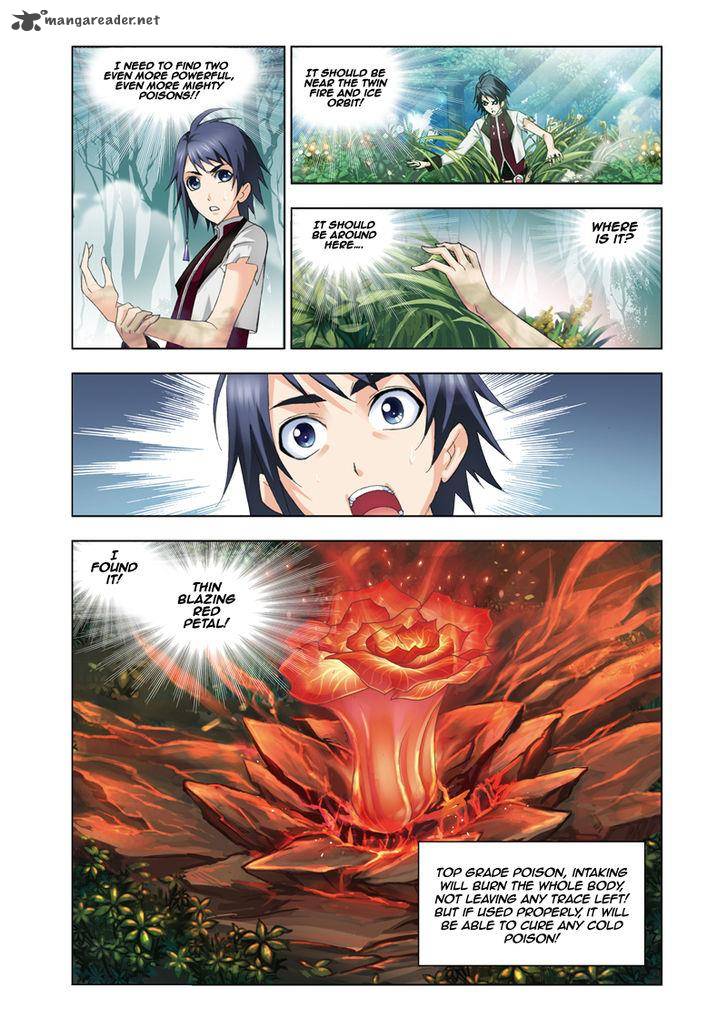 mangareader.net
I NEED TO FIND TWO
EVEN MORE POWERFUL,
EVEN MORE MIGHTY
POISONS!!
IT SHOULD BE
NEAR THE TWIN
FIRE AND ICE
ORBIT!
IT SHOULD
BE AROUND
HERE....
WHERE
IS IT?
I
FOUND
IT!
THIN
BLAZING
RED
PETAL!
TOP GRADE POISON, INTAKING
WILL BURN THE WHOLE BODY,
NOT LEAVING ANY TRACE LEFT!
BUT IF USED PROPERLY, IT WILL
BE ABLE TO CURE ANY COLD
POISON!